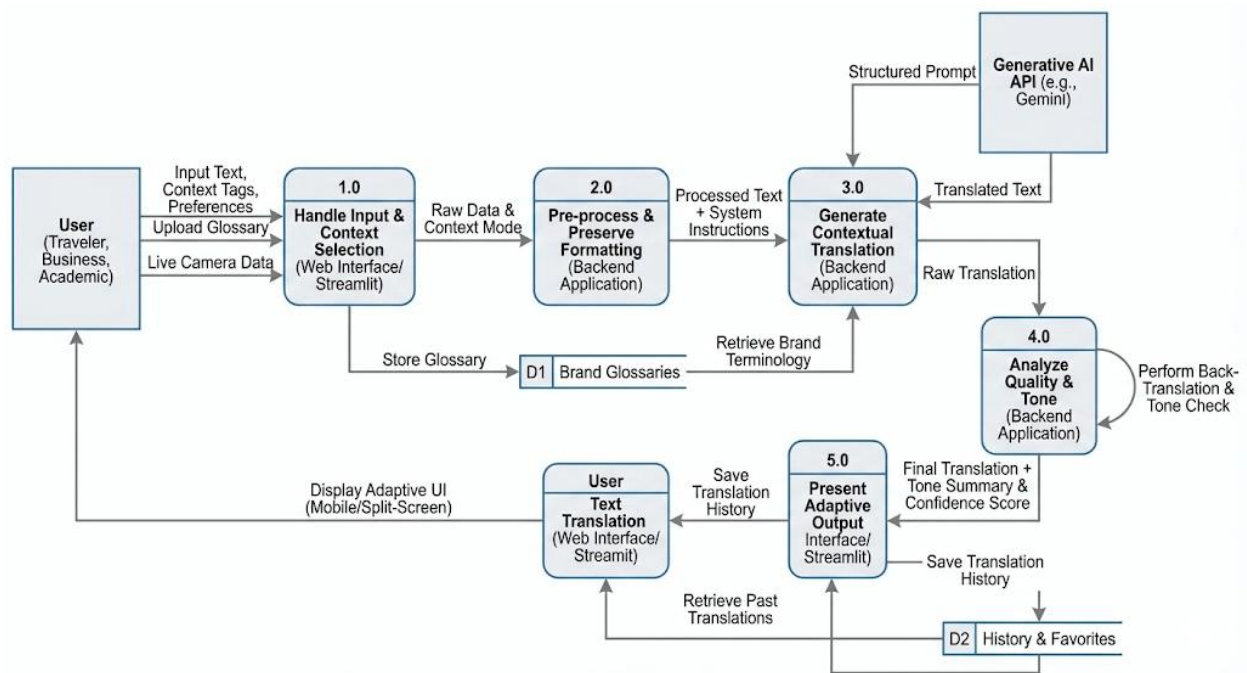 Generative AI
API (e.g.,
GeminI)
Structured Prompt
Translated Text
User
(Traveler,
Business,
Academic)
Input Text,
Context Tags,
Preferences
Upload Glossary
Live Camera Data
1.0
Handle Input &
Context
Selection
(Web Interface/
Streamlit)
Raw Data &
Context Mode
2.0
Pre-process &
Preserve
Formatting
(Backend
Application)
Processed Text
+ System
Instructions
3.0
Generate
Contextual
Translation
(Backend
Application)
Raw Translation
Store Glossary
D1
Brand Glossaries
Retrieve Brand
Terminology
4.0
Analyze
Quality &
Tone
(Backend
Application)
Perform Back-
Translation &
Tone Check
Final Translation +
Tone Summary &
Confidence Score
5.0
Present
Adaptive
Output
Interface/
Streamlit)
Save
Translation
History
User
Text
Translation
(Web Interface/
Streamit)
Display Adaptive UI
(Mobile/Split-Screen)
Save Translation
History
Retrieve Past
Translations
D2
History & Favorites